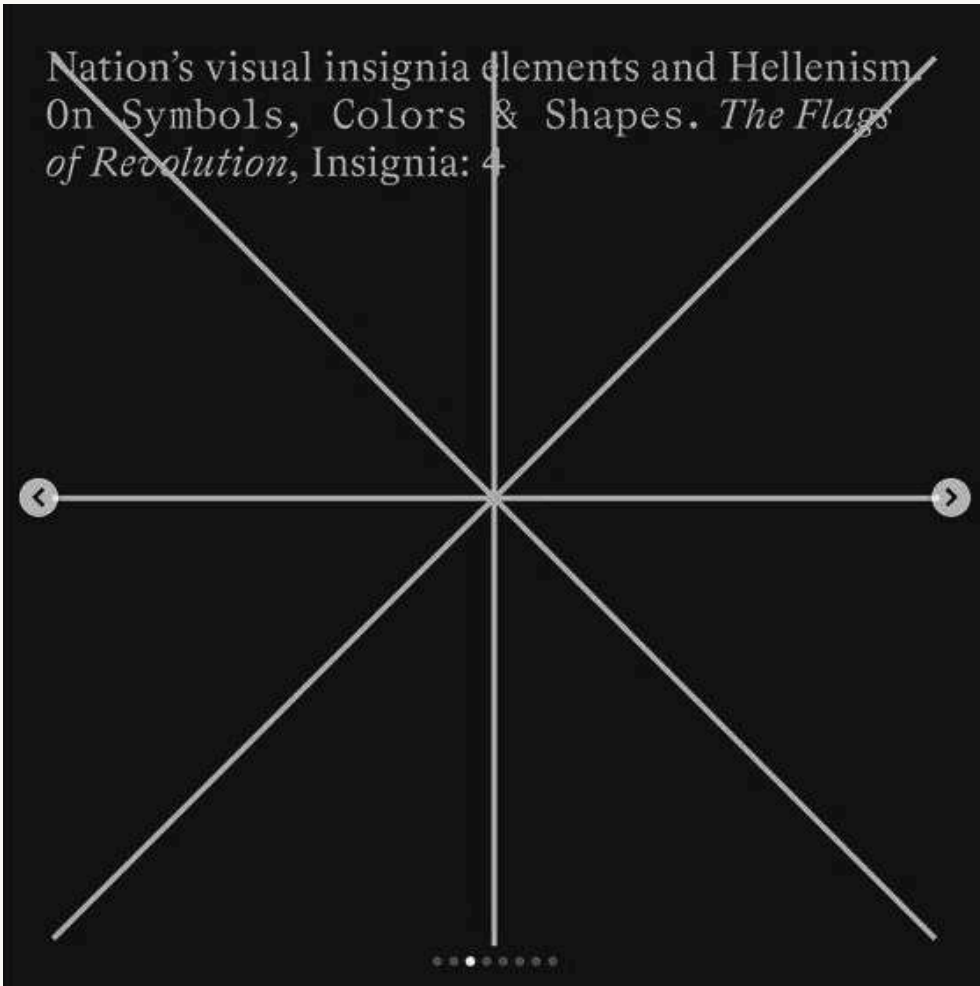 Nation’s visual insignia elements and Hellenism.
On Symbols, Colors & Shapes. The Flags
of Revolution, Insignia: 4